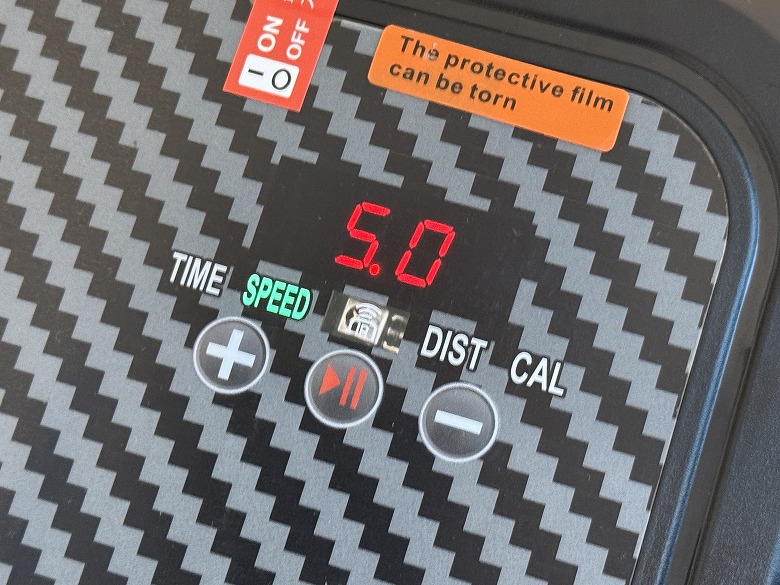 ON
OFF
The protective film
can be torn
5.0
TIME SPEED DIST CAL